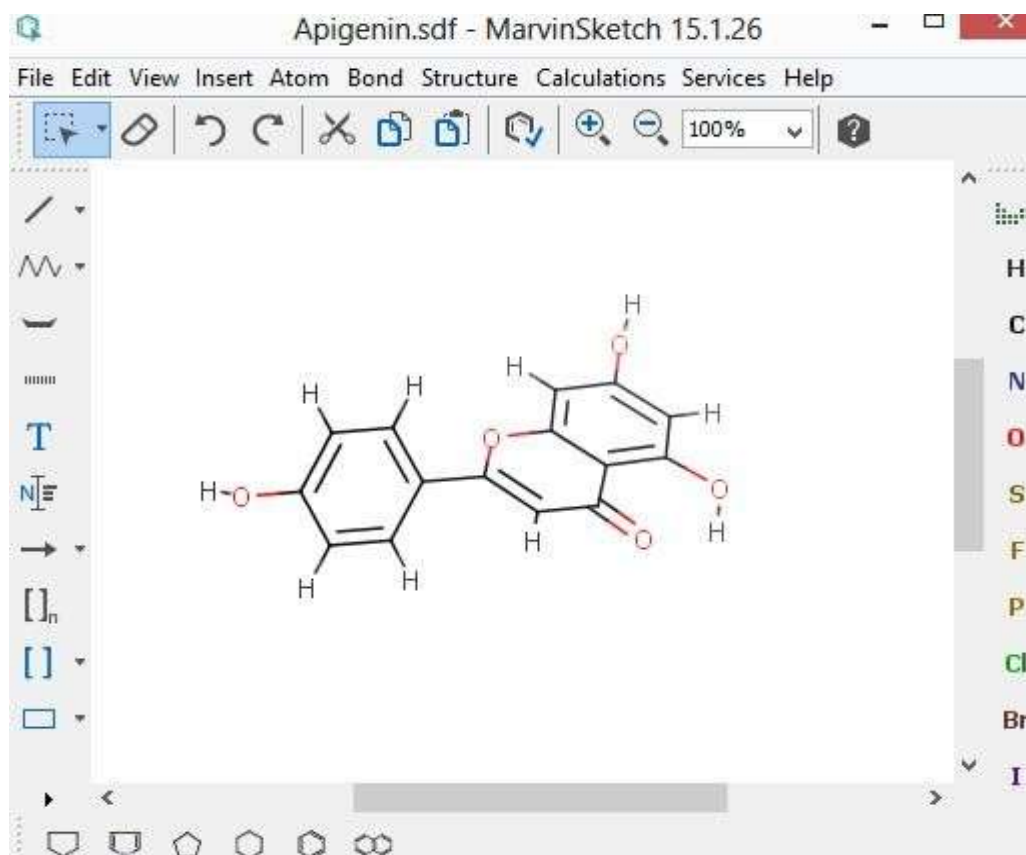 Apigenin.sdf - MarvinSketch 15.1.26
File Edit View Insert Atom Bond Structure Calculations Services Help
100% ?
H
C
N
O
S
F
P
Cl
Br
I
T
N
[ ]n
[ ]
H
O
H
H
H
H
O
H
O
H
H
H
H
O
O
H